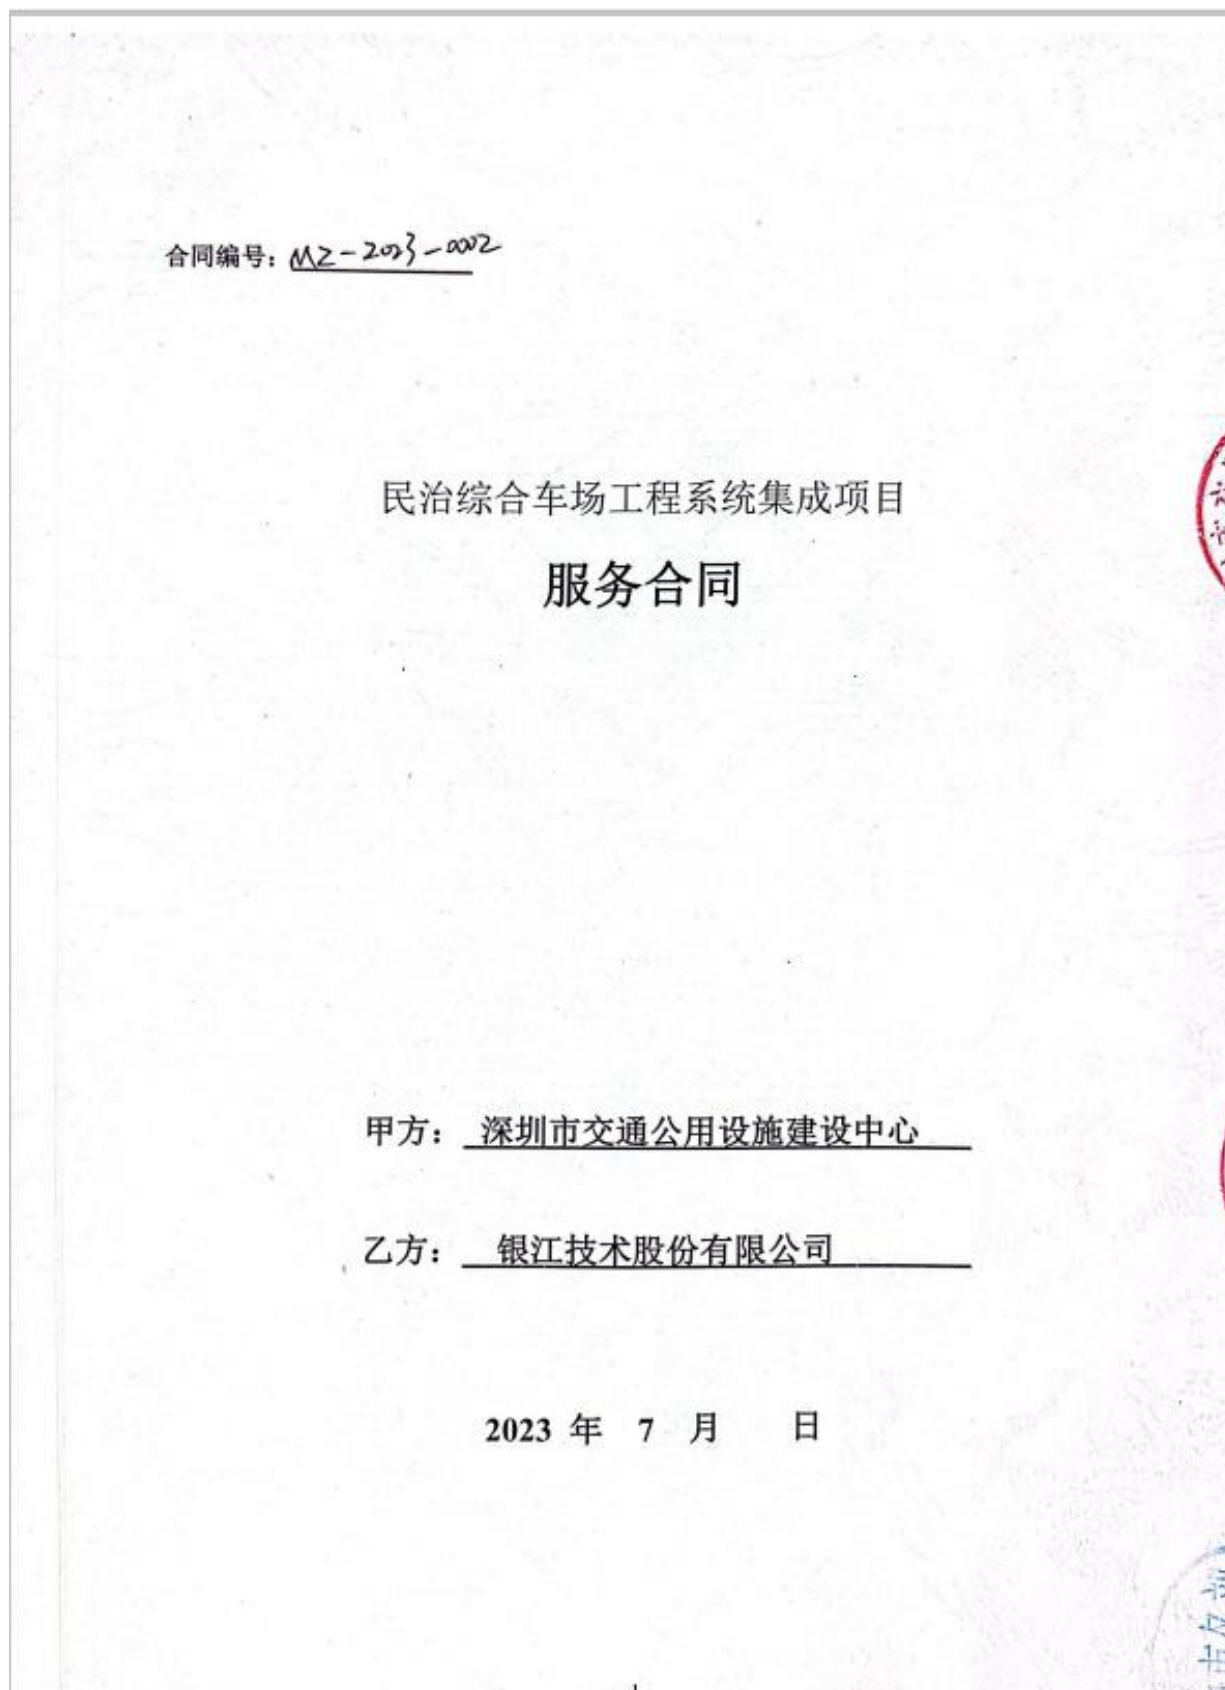 合同编号：MZ-2023-0002
民治综合车场工程系统集成项目
服务合同
甲方：深圳市交通公用设施建设中心
乙方：银江技术股份有限公司
2023 年 7 月 日